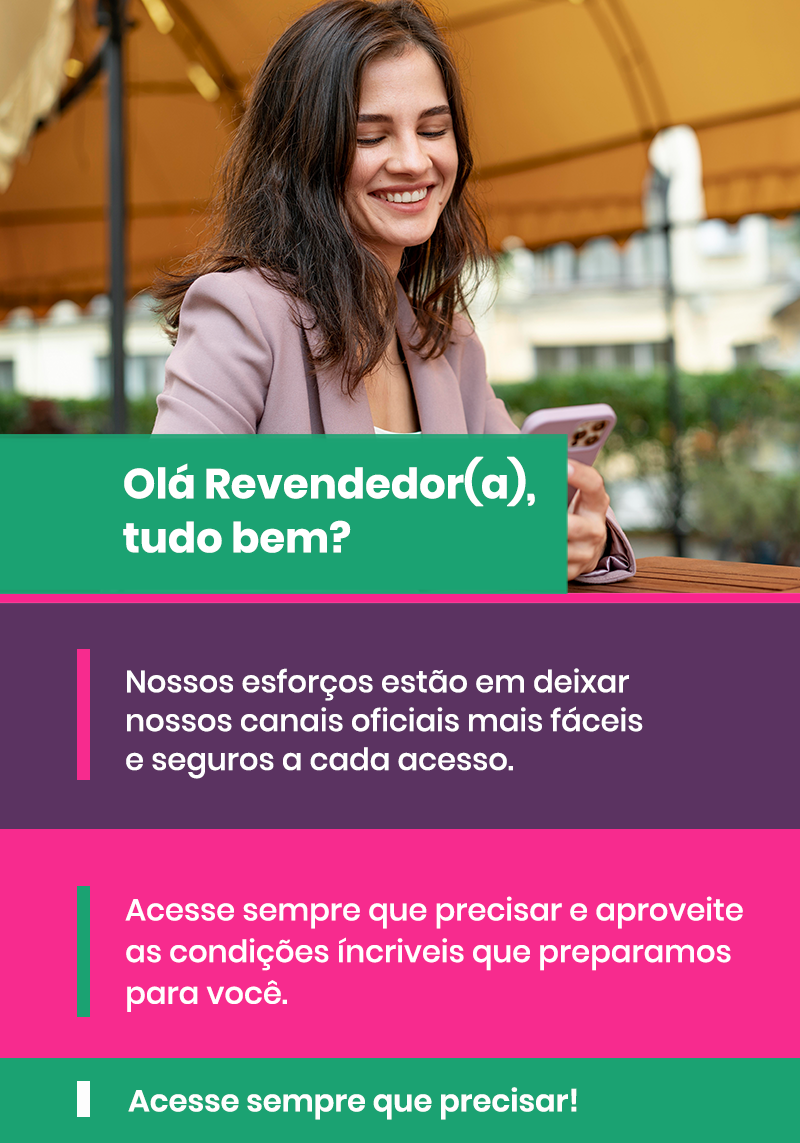 Olá Revendedor(a),
tudo bem?
Nossos esforços estão em deixar
nossos canais oficiais mais fáceis
e seguros a cada acesso.
Acesse sempre que precisar e aproveite
as condições íncriveis que preparamos
para você.
Acesse sempre que precisar!